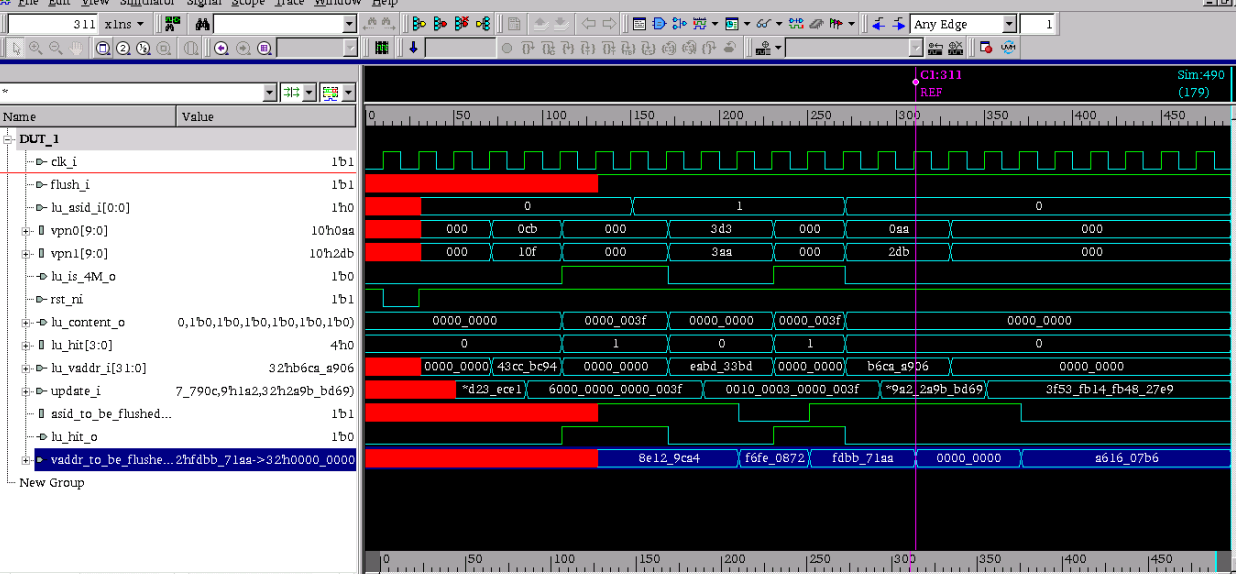 File Edit View Simulator Signal Scope Trace Window Help
311 x1ns Any Edge 1
C1:311 Sim:490
REF (179)
*
Name Value 0 50 100 150 200 250 300 350 400 450
DUT_1
clk_i 1'b1
flush_i 1'b1
lu_asid_i[0:0] 1'h0 0 1 0
vpn0[9:0] 10'h0aa 000 0cb 000 3d3 000 0aa 000
vpn1[9:0] 10'h2db 000 10f 000 3aa 000 2db 000
lu_is_4M_o 1'b0
rst_ni 1'b1
lu_content_o 0,1'b0,1'b0,1'b0,1'b0,1'b0,1'b0) 0000_0000 0000_003f 0000_0000 0000_003f 0000_0000
lu_hit[3:0] 4'h0 0 1 0 1 0
lu_vaddr_i[31:0] 32'hb6ca_a906 0000_0000 43cc_bc94 0000_0000 eabd_33bd 0000_0000 b6ca_a906 0000_0000
update_i 7_790c,9'h1a2,32'h2a9b_bd69) *d23_ece1 6000_0000_0000_003f 0010_0003_0000_003f *9a2_2a9b_bd69 3f53_fb14_fb48_27e9
asid_to_be_flushed... 1'b1
lu_hit_o 1'b0
vaddr_to_be_flushe... 2'hfdbb_71aa->32'h0000_0000 8e12_9ca4 f6fe_0872 fdbb_71aa 0000_0000 a616_07b6
New Group
0 50 100 150 200 250 300 350 400 450